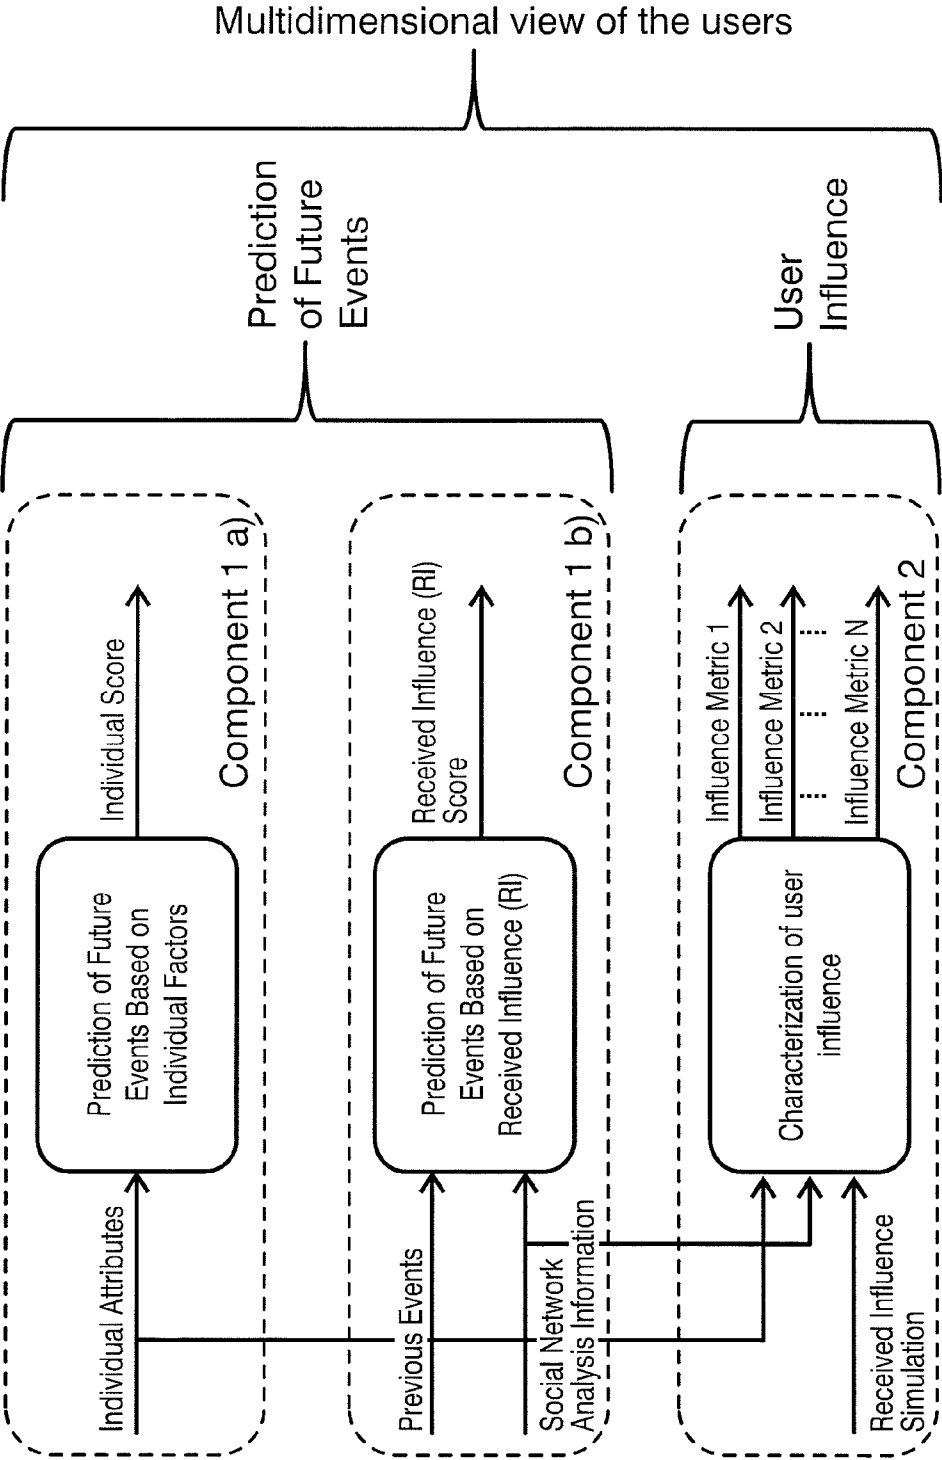 Multidimensional view of the users
Prediction
of Future
Events
User
Influence
Individual Attributes
Prediction of Future
Events Based on
Individual Factors
Individual Score
Component 1 a)
Previous Events
Social Network
Analysis Information
Prediction of Future
Events Based on
Received Influence (RI)
Received Influence (RI)
Score
Component 1 b)
Received Influence
Simulation
Characterization of user
influence
Influence Metric 1
Influence Metric 2
Influence Metric N
Component 2